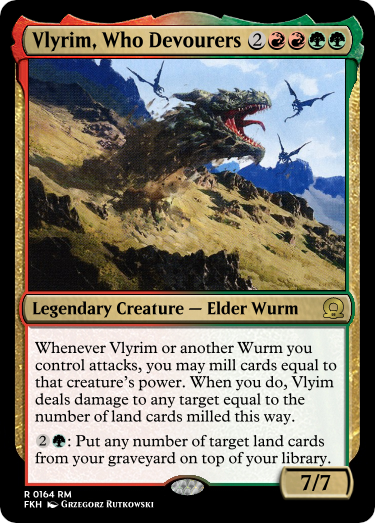 Vlyrim, Who Devourers 2
Legendary Creature — Elder Wurm
Whenever Vlyrim or another Wurm you
control attacks, you may mill cards equal to
that creature's power. When you do, Vlyim
deals damage to any target equal to the
number of land cards milled this way.
2 : Put any number of target land cards
from your graveyard on top of your library.
7/7
R 0164 RM
FKH Grzegorz Rutkowski